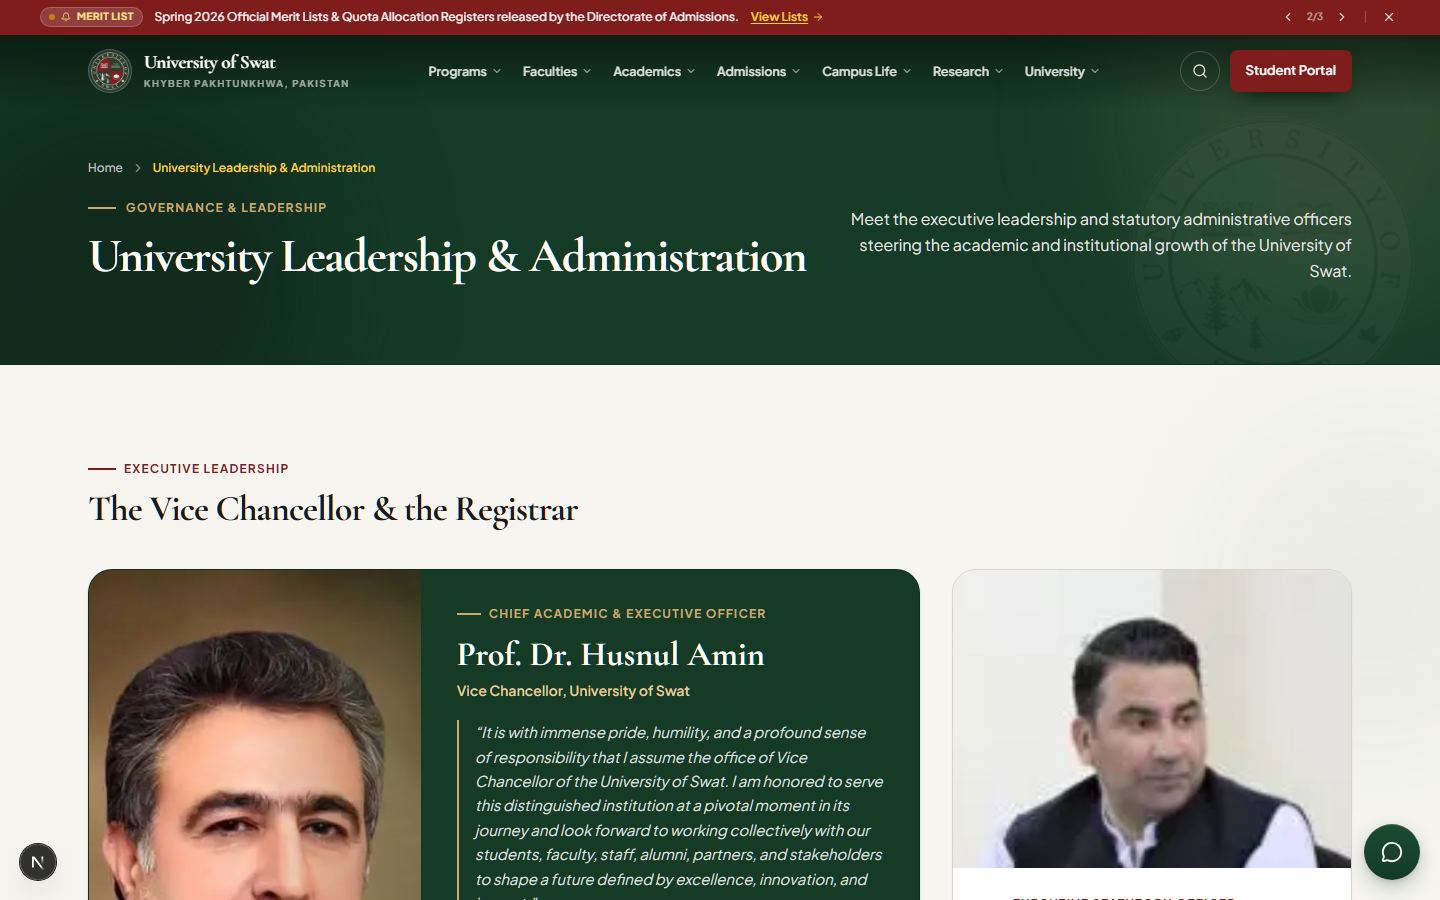 MERIT LIST
Spring 2026 Official Merit Lists & Quota Allocation Registers released by the Directorate of Admissions.
View Lists
2/3
University of Swat
KHYBER PAKHTUNKHWA, PAKISTAN
Programs
Faculties
Academics
Admissions
Campus Life
Research
University
Student Portal
Home
University Leadership & Administration
GOVERNANCE & LEADERSHIP
University Leadership & Administration
Meet the executive leadership and statutory administrative officers
steering the academic and institutional growth of the University of
Swat.
UNIVERSITY OF
EXECUTIVE LEADERSHIP
The Vice Chancellor & the Registrar
CHIEF ACADEMIC & EXECUTIVE OFFICER
Prof. Dr. Husnul Amin
Vice Chancellor, University of Swat
"It is with immense pride, humility, and a profound sense
of responsibility that I assume the office of Vice
Chancellor of the University of Swat. I am honored to serve
this distinguished institution at a pivotal moment in its
journey and look forward to working collectively with our
students, faculty, staff, alumni, partners, and stakeholders
to shape a future defined by excellence, innovation, and
N